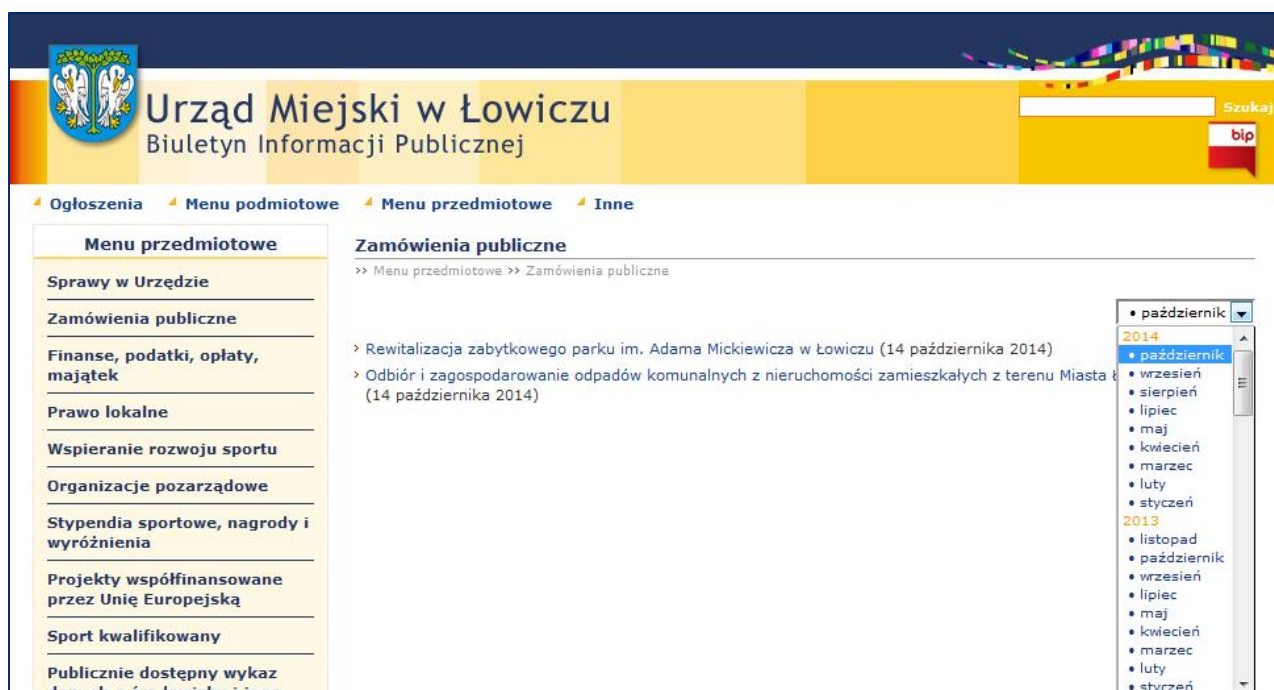 Urząd Miejski w Łowiczu
Biuletyn Informacji Publicznej
Szukaj
bip
Ogłoszenia
Menu podmiotowe
Menu przedmiotowe
Inne
Menu przedmiotowe
Sprawy w Urzędzie
Zamówienia publiczne
Finanse, podatki, opłaty,
majątek
Prawo lokalne
Wspieranie rozwoju sportu
Organizacje pozarządowe
Stypendia sportowe, nagrody i
wyróżnienia
Projekty współfinansowane
przez Unię Europejską
Sport kwalifikowany
Publicznie dostępny wykaz
Zamówienia publiczne
>> Menu przedmiotowe >> Zamówienia publiczne
• październik
Rewitalizacja zabytkowego parku im. Adama Mickiewicza w Łowiczu (14 października 2014)
Odbiór i zagospodarowanie odpadów komunalnych z nieruchomości zamieszkałych z terenu Miasta
(14 października 2014)
2014
• październik
• wrzesień
• sierpień
• lipiec
• maj
• kwiecień
• marzec
• luty
• styczeń
2013
• listopad
• październik
• wrzesień
• lipiec
• maj
• kwiecień
• marzec
• luty
• styczeń